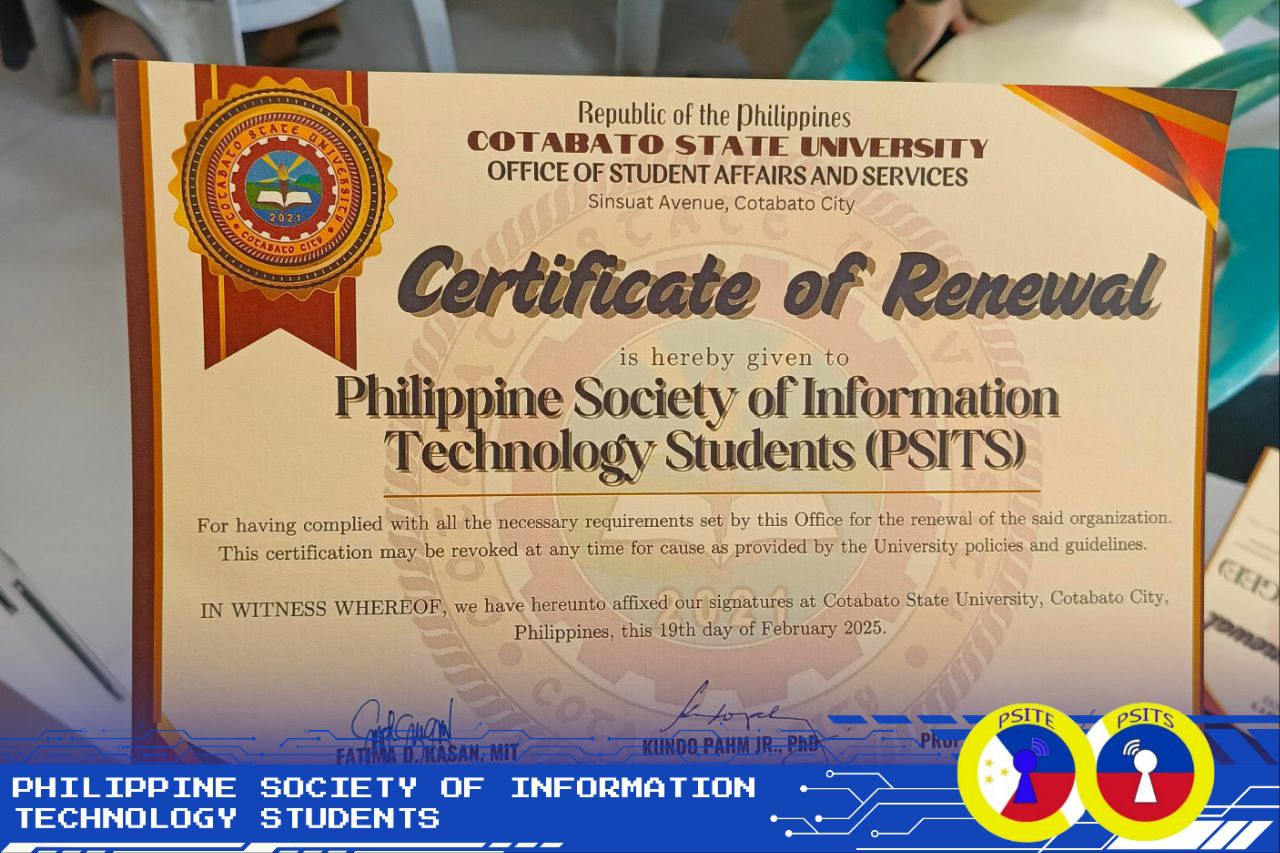 COTABATO STATE UNIVERSITY
2021
COTABATO CITY
Republic of the Philippines
COTABATO STATE UNIVERSITY
OFFICE OF STUDENT AFFAIRS AND SERVICES
Sinsuat Avenue, Cotabato City
Certificate of Renewal
is hereby given to
Philippine Society of Information
Technology Students (PSITS)
For having complied with all the necessary requirements set by this Office for the renewal of the said organization.
This certification may be revoked at any time for cause as provided by the University policies and guidelines.
IN WITNESS WHEREOF, we have hereunto affixed our signatures at Cotabato State University, Cotabato City,
Philippines, this 19th day of February 2025.
FATIMA D. KASAN, MIT
KUNDO PAHM JR., PhD
PSITE
PSITS
PHILIPPINE SOCIETY OF INFORMATION
TECHNOLOGY STUDENTS